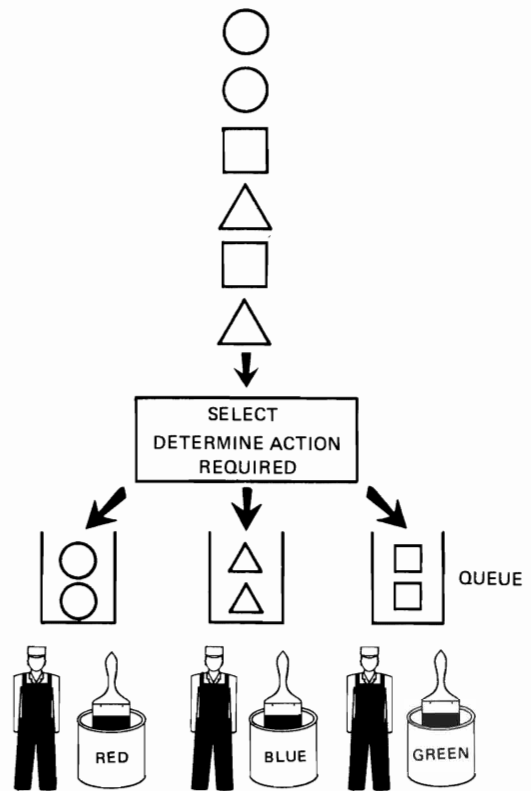 SELECT
DETERMINE ACTION
REQUIRED
QUEUE
RED
BLUE
GREEN